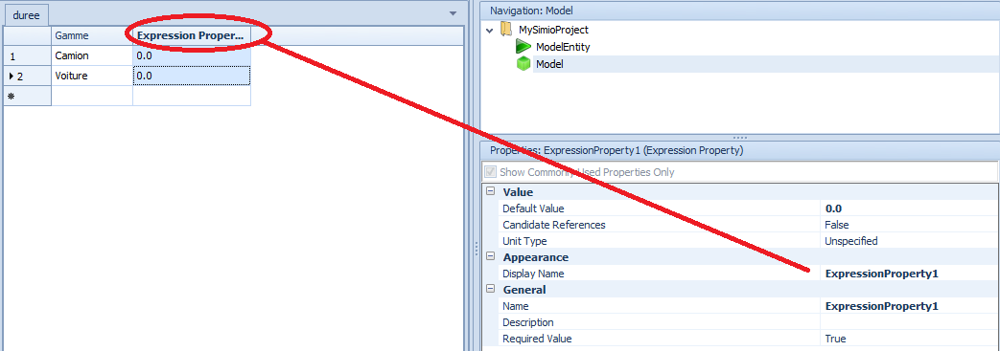 duree
Gamme Expression Proper...
1 Camion 0.0
2 Voiture 0.0
Navigation: Model
MySimioProject
ModelEntity
Model
Properties: ExpressionProperty1 (Expression Property)
Show Commonly Used Properties Only
Value
Default Value 0.0
Candidate References False
Unit Type Unspecified
Appearance
Display Name ExpressionProperty1
General
Name ExpressionProperty1
Description
Required Value True